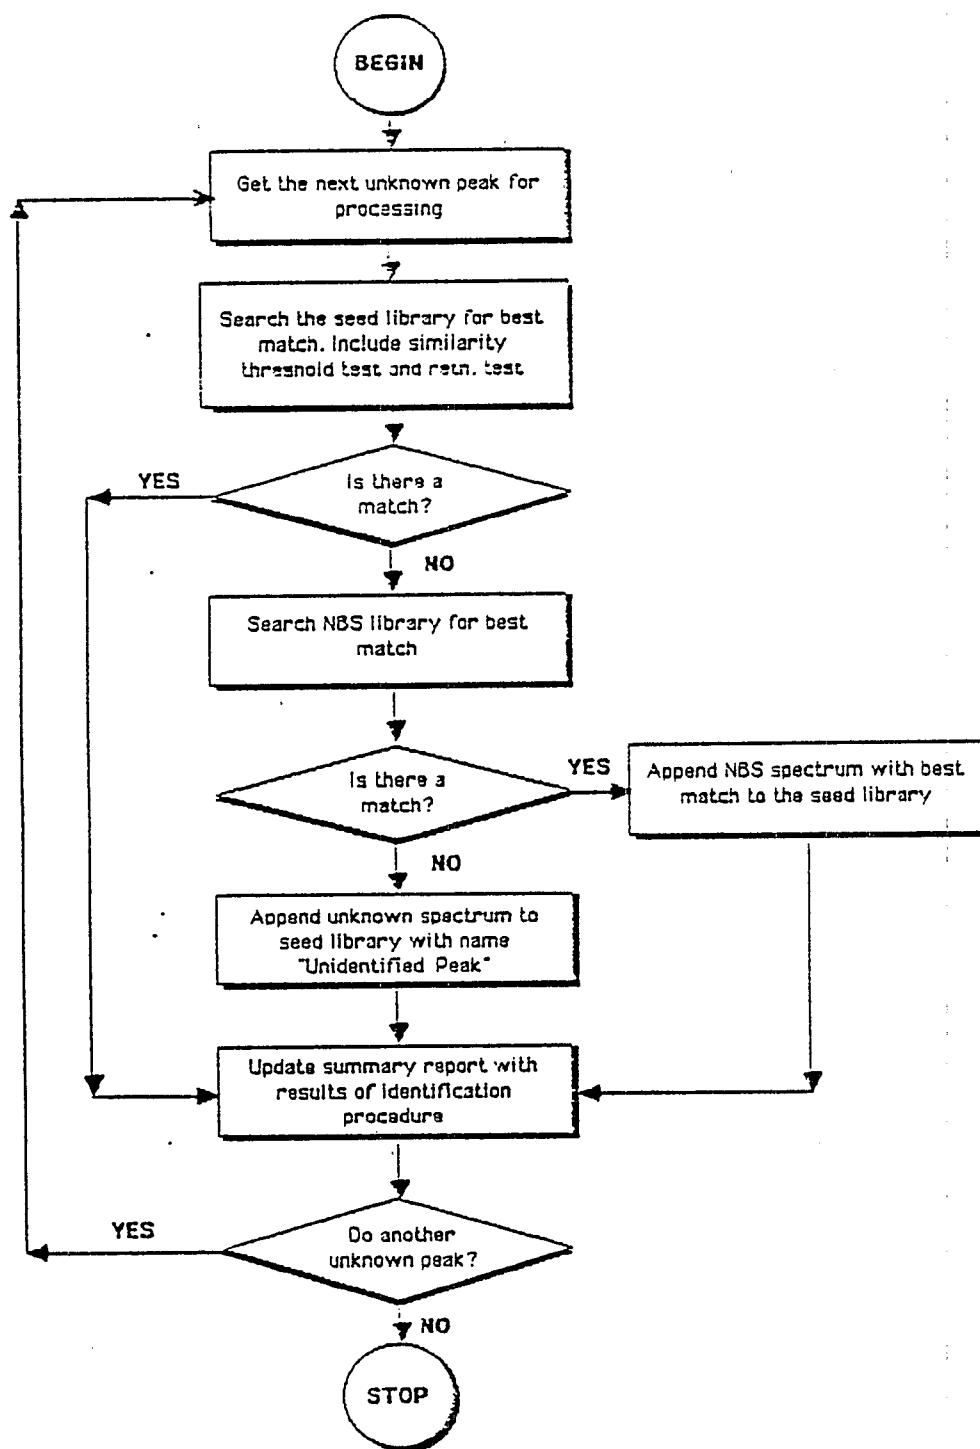 BEGIN
Get the next unknown peak for
processing
Search the seed library for best
match. Include similarity
threshold test and retn. test
Is there a
match?
YES
NO
Search NBS library for best
match
Is there a
match?
YES
Append NBS spectrum with best
match to the seed library
NO
Append unknown spectrum to
seed library with name
"Unidentified Peak"
Update summary report with
results of identification
procedure
Do another
unknown peak?
YES
NO
STOP